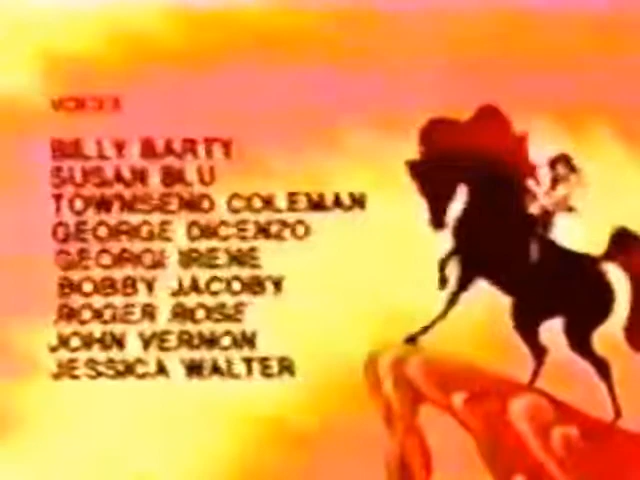 VOICES
BILLY BARTY
SUSAN BLU
TOWNSEND COLEMAN
GEORGE DICENZO
GEORGI IRENE
BOBBY JACOBY
ROGER ROSE
JOHN VERNON
JESSICA WALTER